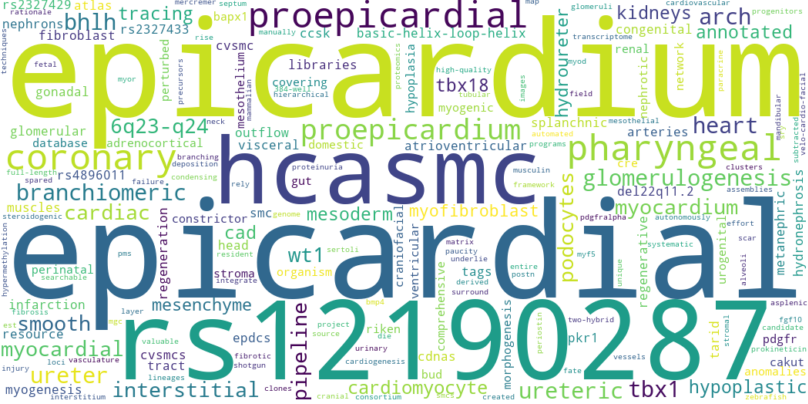 rs2327429 atlas
mercremer septum
proepicardial
map
cardiovascular
rationale
glomeruli
progenitors
nephrons bhlh tracing
bapx1
rise
kidneys arch
rs2327433
ccsk basic-helix-loop-helix
congenital annotated
techniques
fibroblast
cvsmc
manually
transcriptome
epicardium
fetal
myor
precursors
perturbed
mesothelium
mammalian
libraries
covering
384-well
hierarchical
hypoplasia
proteomics
high-quality
tubular
tbx18
myogenic
images
hydroureter
myod
renal
nephrotic
network
paracrine
gonadal
field
mandibular
subtracted
velo-cardio-facial
glomerular
6q23-q24
neck
outflow
proepicardium
splanchnic
mesothelial
heart
database
adrenocortical
visceral
domestic
atrioventricular
automated
arteries
programs
coronary
branching
deposition
hcasmc
musculin
cre
pharyngeal
full-length
condensing
proteinuria
framework
clusters
spared
rs4896011
failure
rely
gut
glomerulogenesis
assemblies
branchiomeric
del22q11.2
muscles
constrictor
smc
genome
mesoderm
myofibroblast
myocardium
steroidogenic
cardiac
cad
pdgfralpha
autonomously
effort
epicardial
regeneration
head
resident
wt1
sertoli
craniofacial
ventricular
matrix
paucity
underlie
myf5
podocytes
regenerative
systematic
urogenital
scar
metanephric
hydronephrosis
hypermethylation
pms
perinatal
searchable
stroma
integrate
organism
tags
derived
surround
entire
postn
unique
alveoli
infarction
mesenchyme
layer
bmp4
comprehensive
morphogenesis
stromal
fibrosis
asplenic
est
smooth
mgc
rs12190287
epdcs
project
source
riken
die
cdnas
periostin
two-hybrid
fgf10
candidate
resource
valuable
fibrotic
pipeline
pkr1
tarid
pdgfr
prokineticin
myocardial
loci
vasculature
cvsmcs
shotgun
urinary
cardiogenesis
bud
vessels
cakut
injury
ureter
tract
cardiomyocyte
fate
anomalies
myogenesis
lineages
interstitial
clones
ureteric
tbx1 hypoplastic
interstitium
cranial
consortium
smcs
created
zebrafish